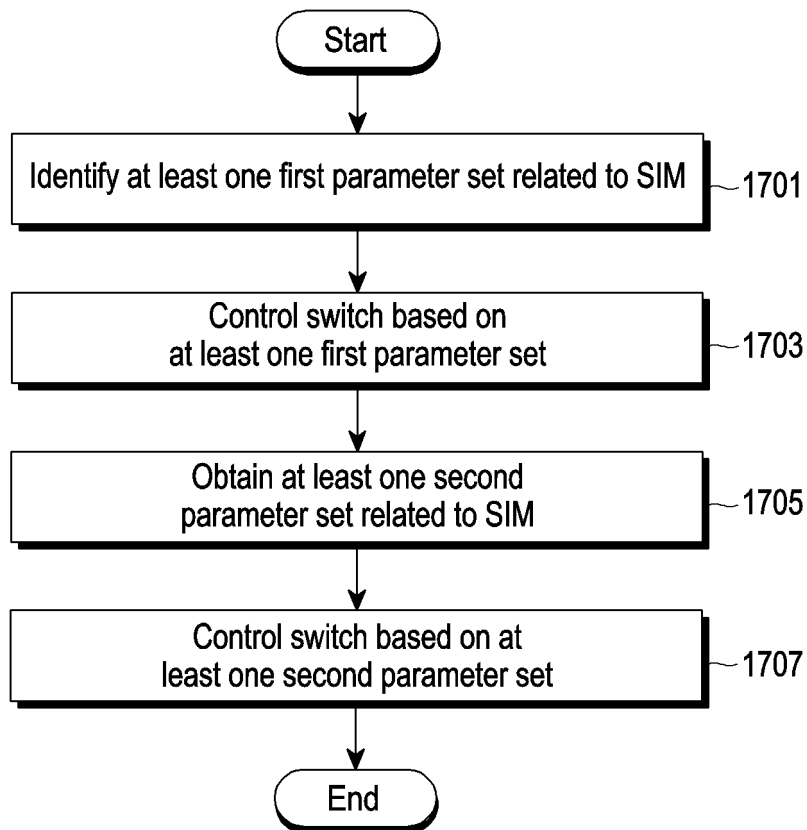 Start
Identify at least one first parameter set related to SIM
1701
Control switch based on
at least one first parameter set
1703
Obtain at least one second
parameter set related to SIM
1705
Control switch based on at
least one second parameter set
1707
End